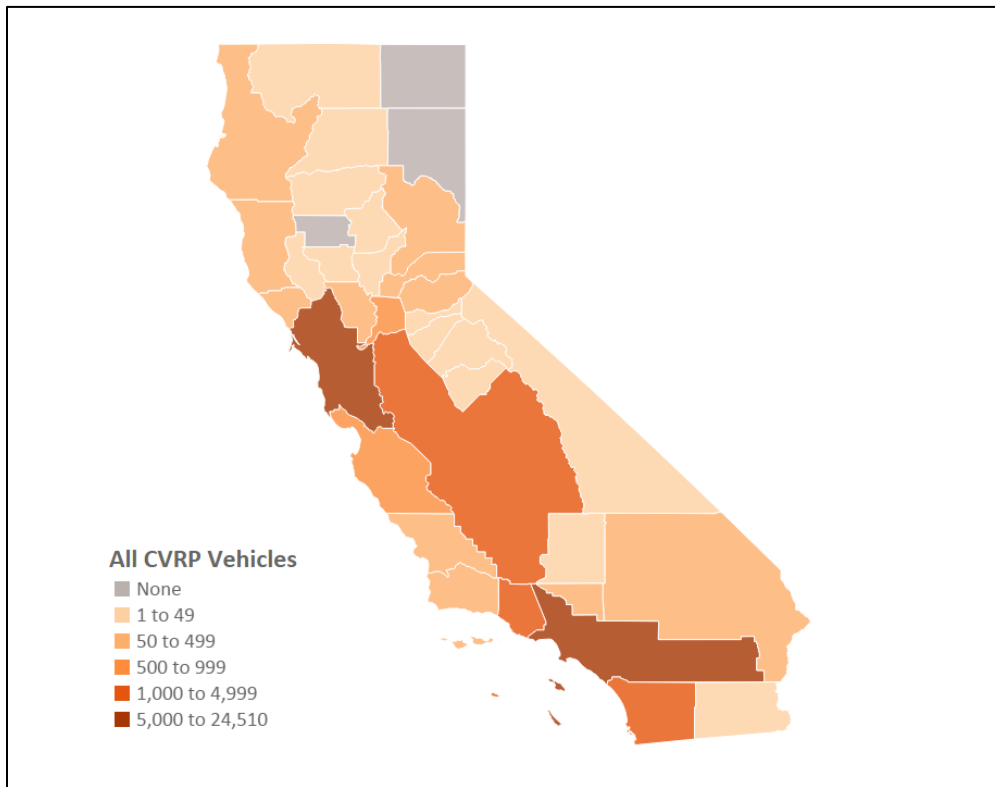 All CVRP Vehicles
None
1 to 49
50 to 499
500 to 999
1,000 to 4,999
5,000 to 24,510